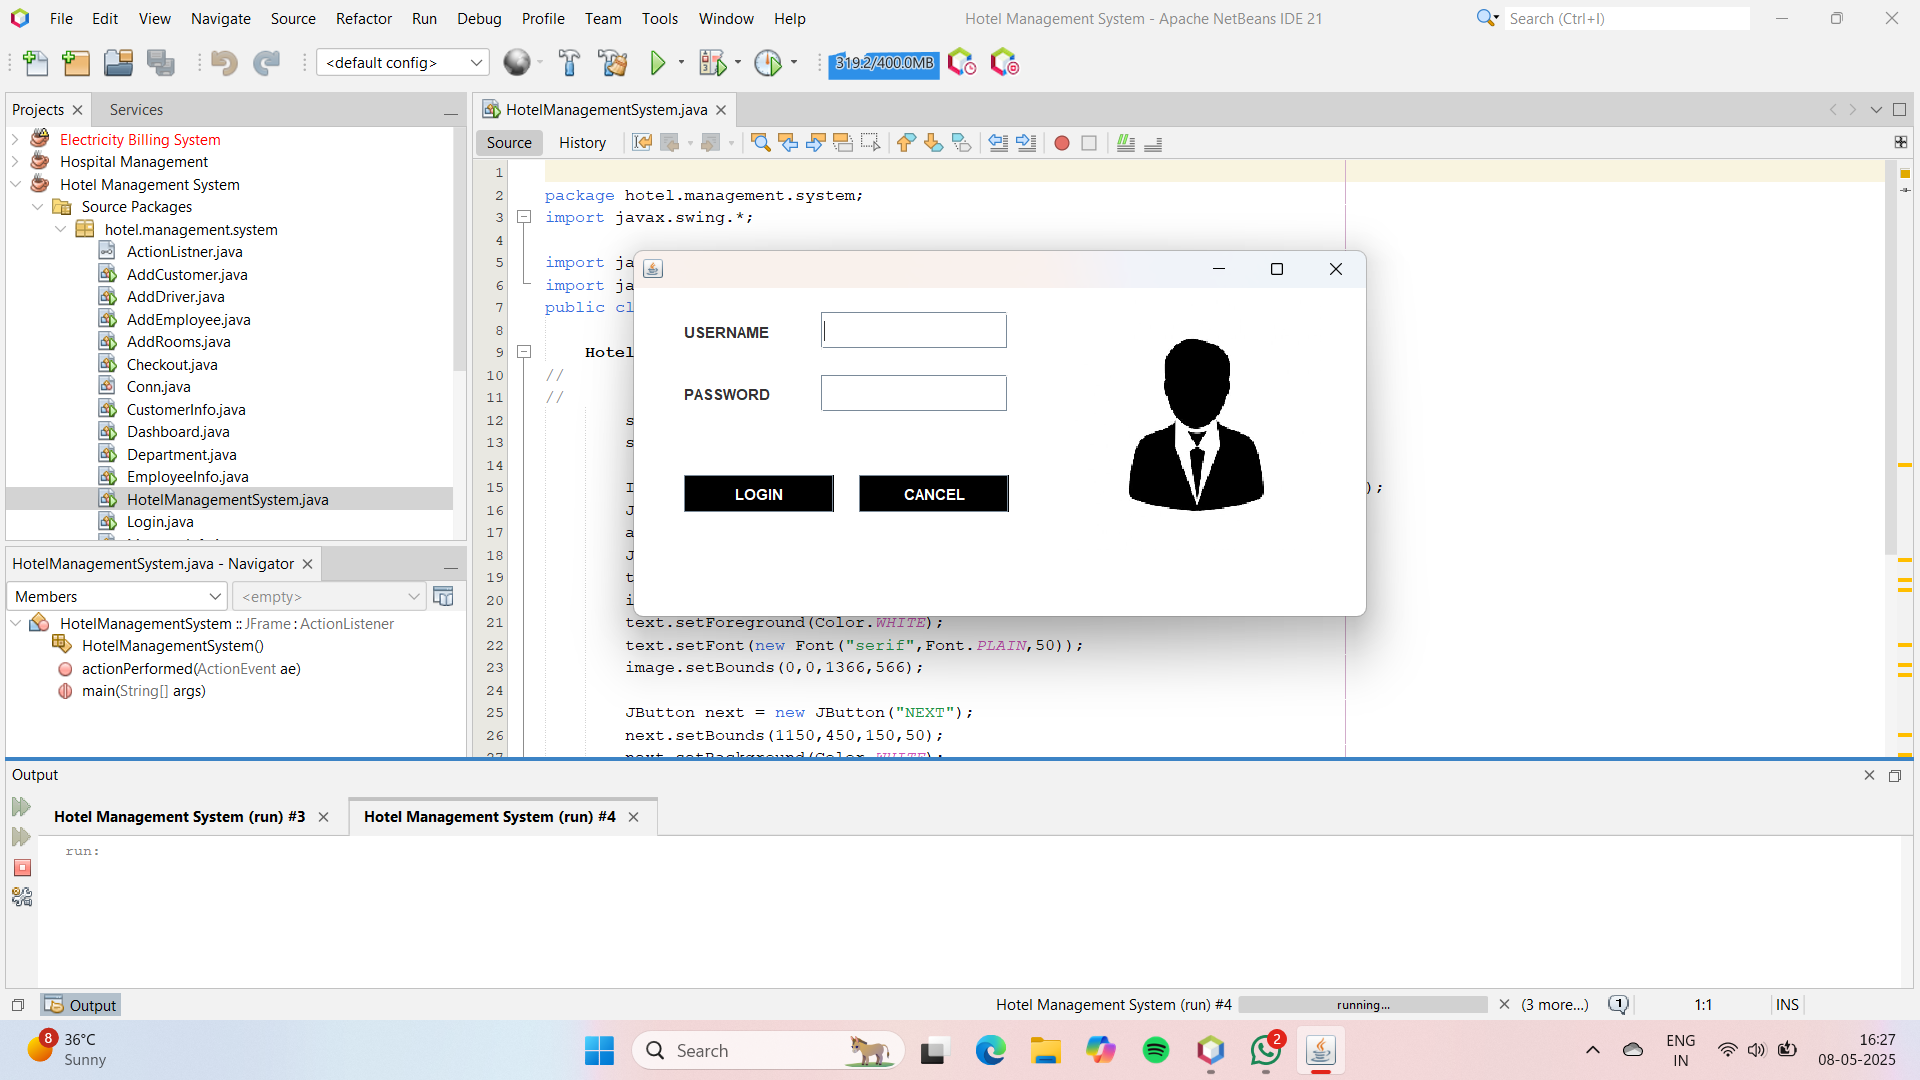 File Edit View Navigate Source Refactor Run Debug Profile Team Tools Window Help
Hotel Management System - Apache NetBeans IDE 21
Search (Ctrl+I)
<default config>
319.2/400.0MB
Projects
Services
HotelManagementSystem.java
Electricity Billing System
Hospital Management
Hotel Management System
Source Packages
hotel.management.system
ActionListner.java
AddCustomer.java
AddDriver.java
AddEmployee.java
AddRooms.java
Checkout.java
Conn.java
CustomerInfo.java
Dashboard.java
Department.java
EmployeeInfo.java
HotelManagementSystem.java
Login.java
Source
History
1
2 package hotel.management.system;
3 import javax.swing.*;
4
5 import ja
6 import ja
7 public cl
8
9 Hotel
10 //
11 //
12 s
13 s
14
15 I );
16 J
17 a
18 J
19 t
20 i
21 text.setForeground(Color.WHITE);
22 text.setFont(new Font("serif",Font.PLAIN,50));
23 image.setBounds(0,0,1366,566);
24
25 JButton next = new JButton("NEXT");
26 next.setBounds(1150,450,150,50);
27 next.setBackground(Color.WHITE);
USERNAME
PASSWORD
LOGIN
CANCEL
HotelManagementSystem.java - Navigator
Members
<empty>
HotelManagementSystem :: JFrame : ActionListener
HotelManagementSystem()
actionPerformed(ActionEvent ae)
main(String[] args)
Output
Hotel Management System (run) #3
Hotel Management System (run) #4
run:
Output
Hotel Management System (run) #4
running...
(3 more...)
1
1:1
INS
8
36°C
Sunny
Search
2
ENG
IN
16:27
08-05-2025